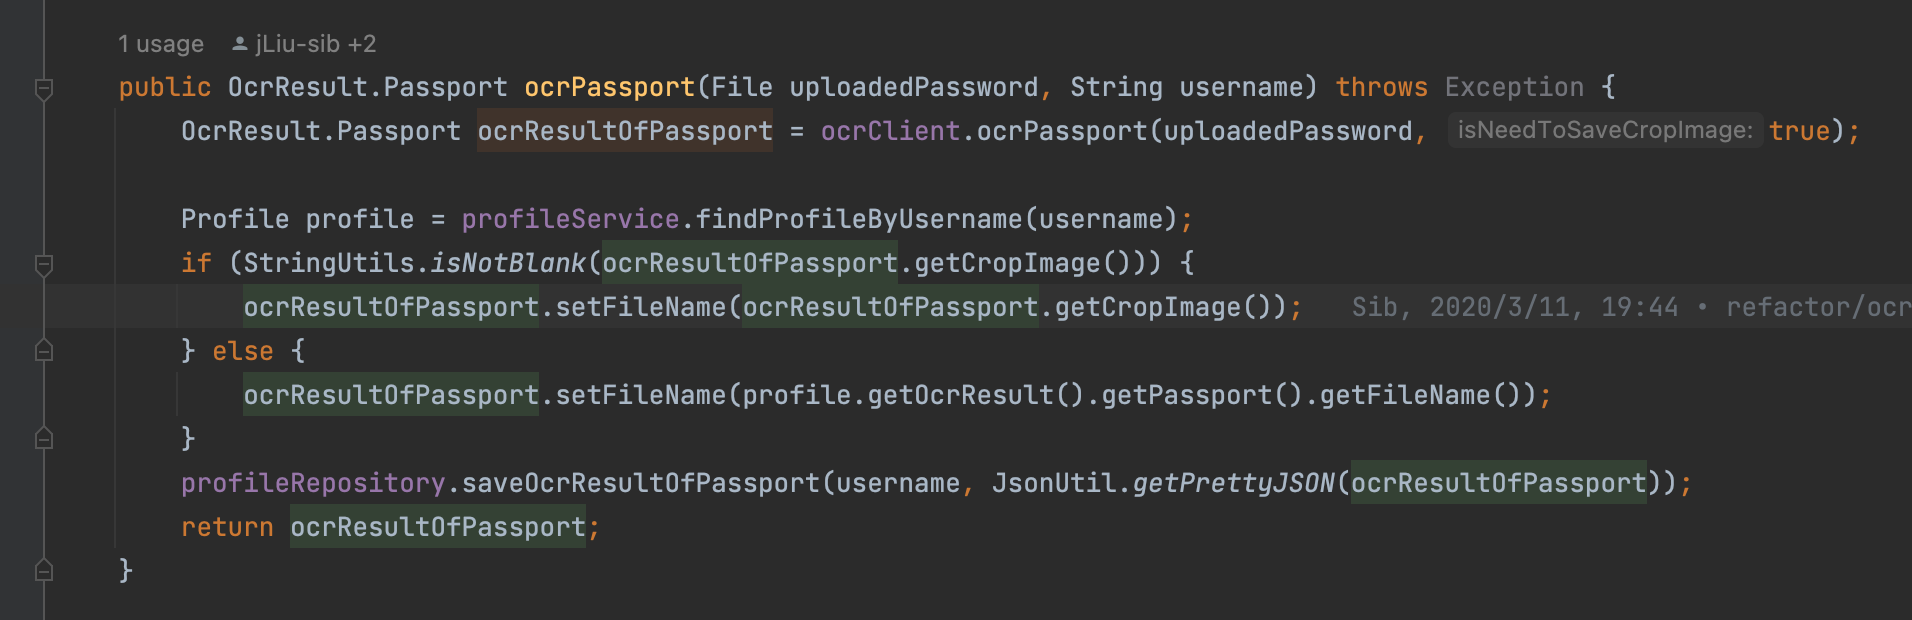 1 usage jLiu-sib +2
public OcrResult.Passport ocrPassport(File uploadedPassword, String username) throws Exception {
OcrResult.Passport ocrResultOfPassport = ocrClient.ocrPassport(uploadedPassword, isNeedToSaveCropImage: true);
Profile profile = profileService.findProfileByUsername(username);
if (StringUtils.isNotBlank(ocrResultOfPassport.getCropImage())) {
ocrResultOfPassport.setFileName(ocrResultOfPassport.getCropImage()); Sib, 2020/3/11, 19:44 • refactor/ocr
} else {
ocrResultOfPassport.setFileName(profile.getOcrResult().getPassport().getFileName());
}
profileRepository.saveOcrResultOfPassport(username, JsonUtil.getPrettyJSON(ocrResultOfPassport));
return ocrResultOfPassport;
}